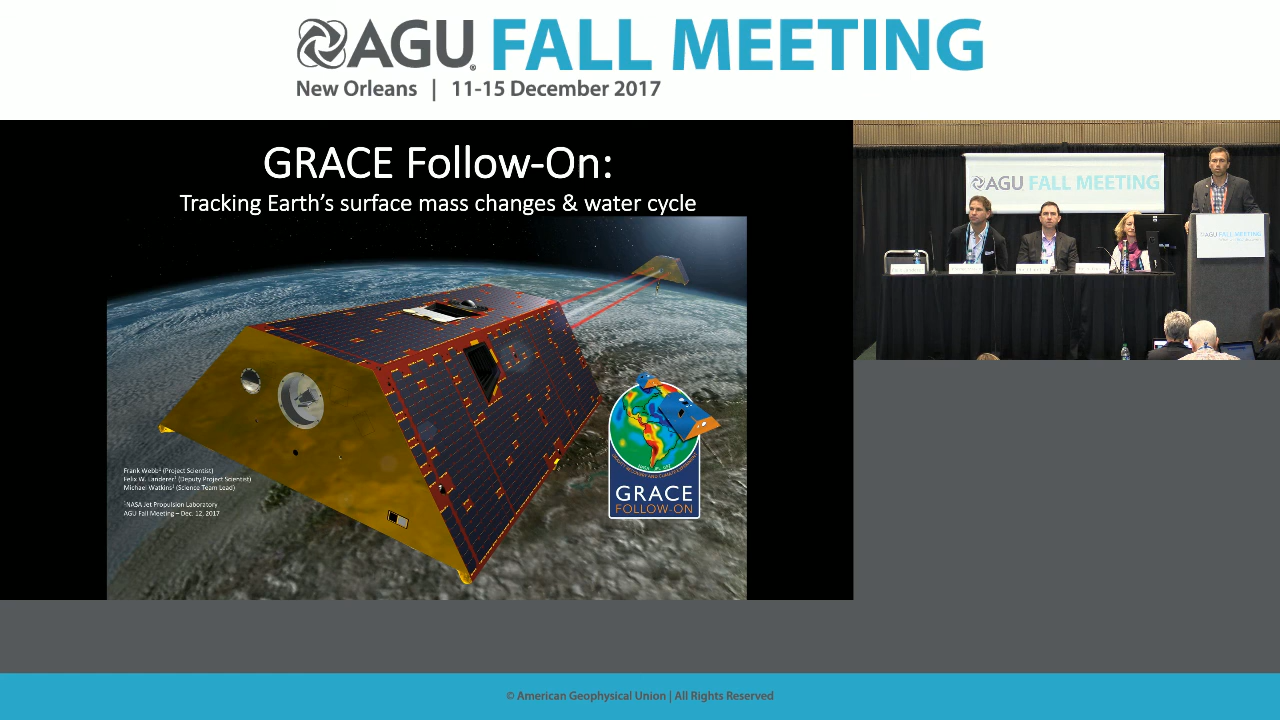 AGU FALL MEETING
New Orleans | 11-15 December 2017
GRACE Follow-On:
Tracking Earth's surface mass changes & water cycle
Frank Webb¹ (Project Scientist)
Felix W. Landerer¹ (Deputy Project Scientist)
Michael Watkins¹ (Science Team Lead)
¹NASA Jet Propulsion Laboratory
AGU Fall Meeting – Dec. 12, 2017
GRACE
FOLLOW-ON
AGU FALL MEETING
AGU FALL MEETING
© American Geophysical Union | All Rights Reserved